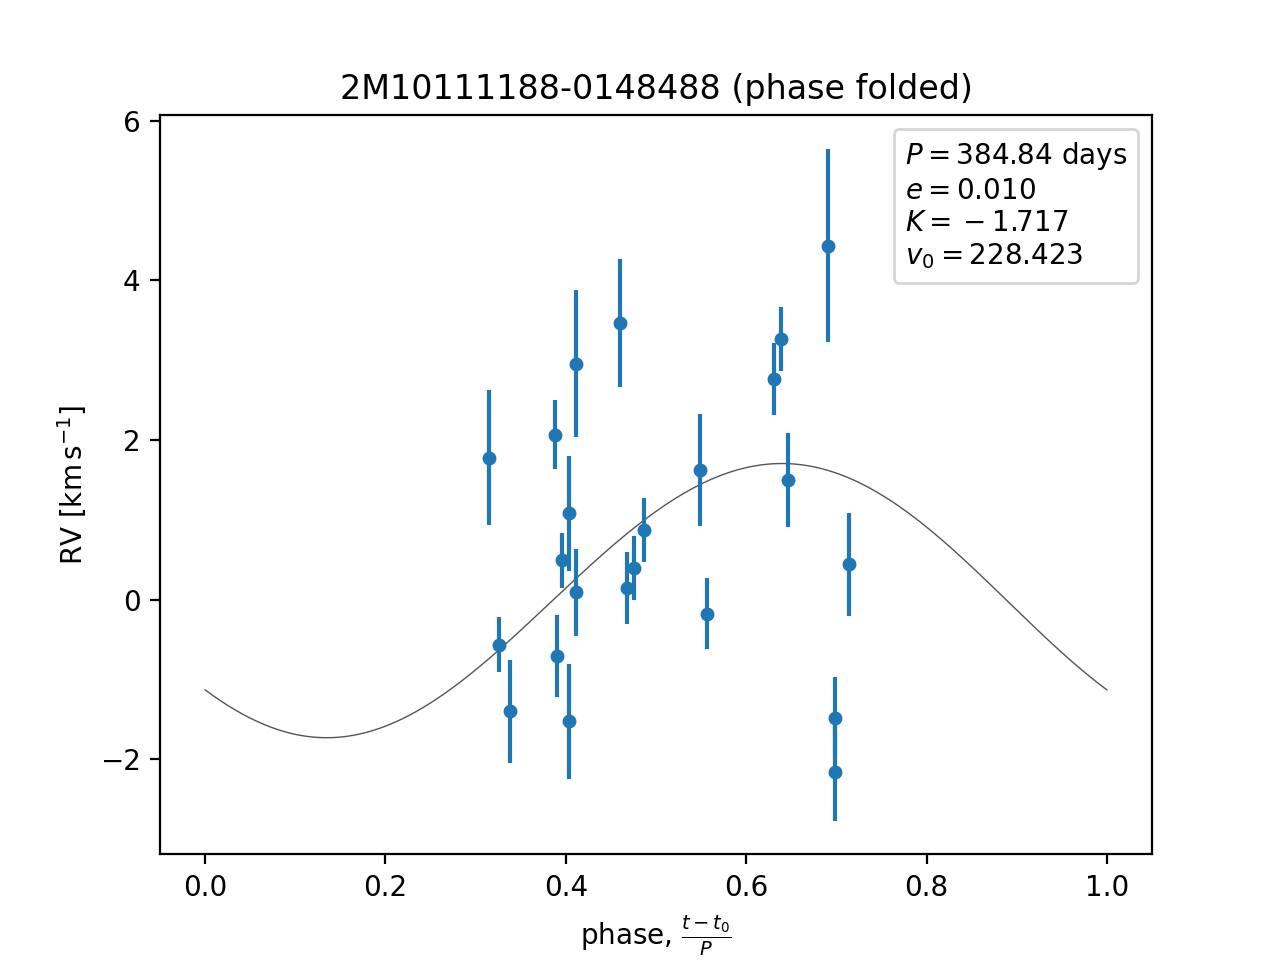 2M10111188-0148488 (phase folded)
P = 384.84 days
e = 0.010
K = −1.717
v₀ = 228.423
RV [km s⁻¹]
6
4
2
0
−2
0.0 0.2 0.4 0.6 0.8 1.0
phase, (t − t₀)/P